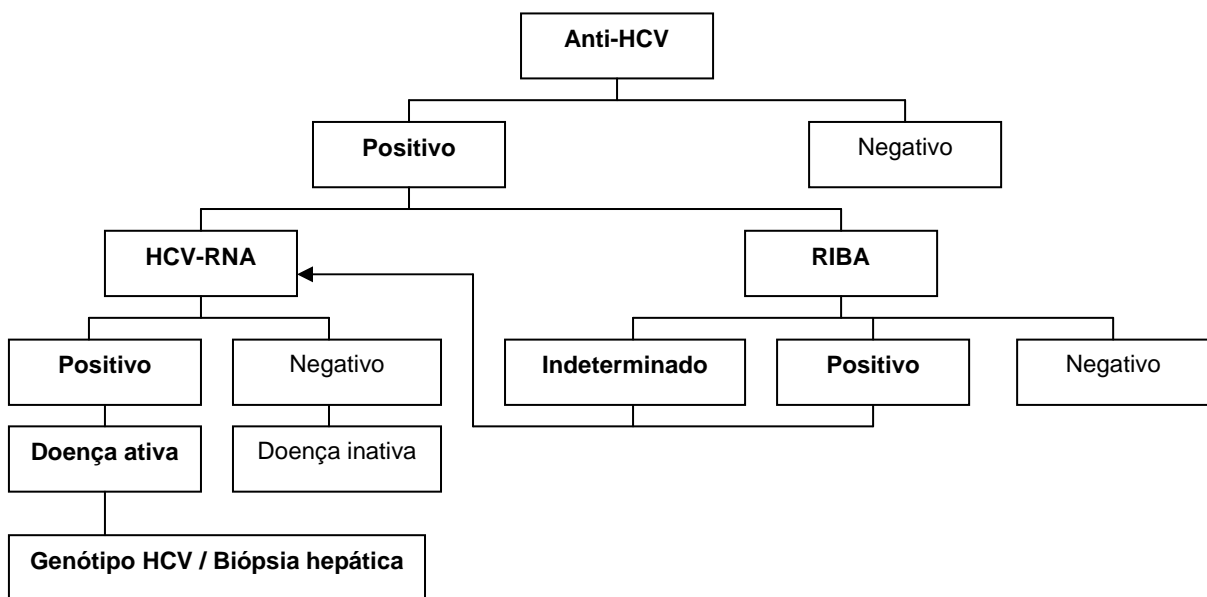 Anti-HCV
Positivo
Negativo
HCV-RNA
RIBA
Positivo
Negativo
Indeterminado
Positivo
Negativo
Doença ativa
Doença inativa
Genótipo HCV / Biópsia hepática